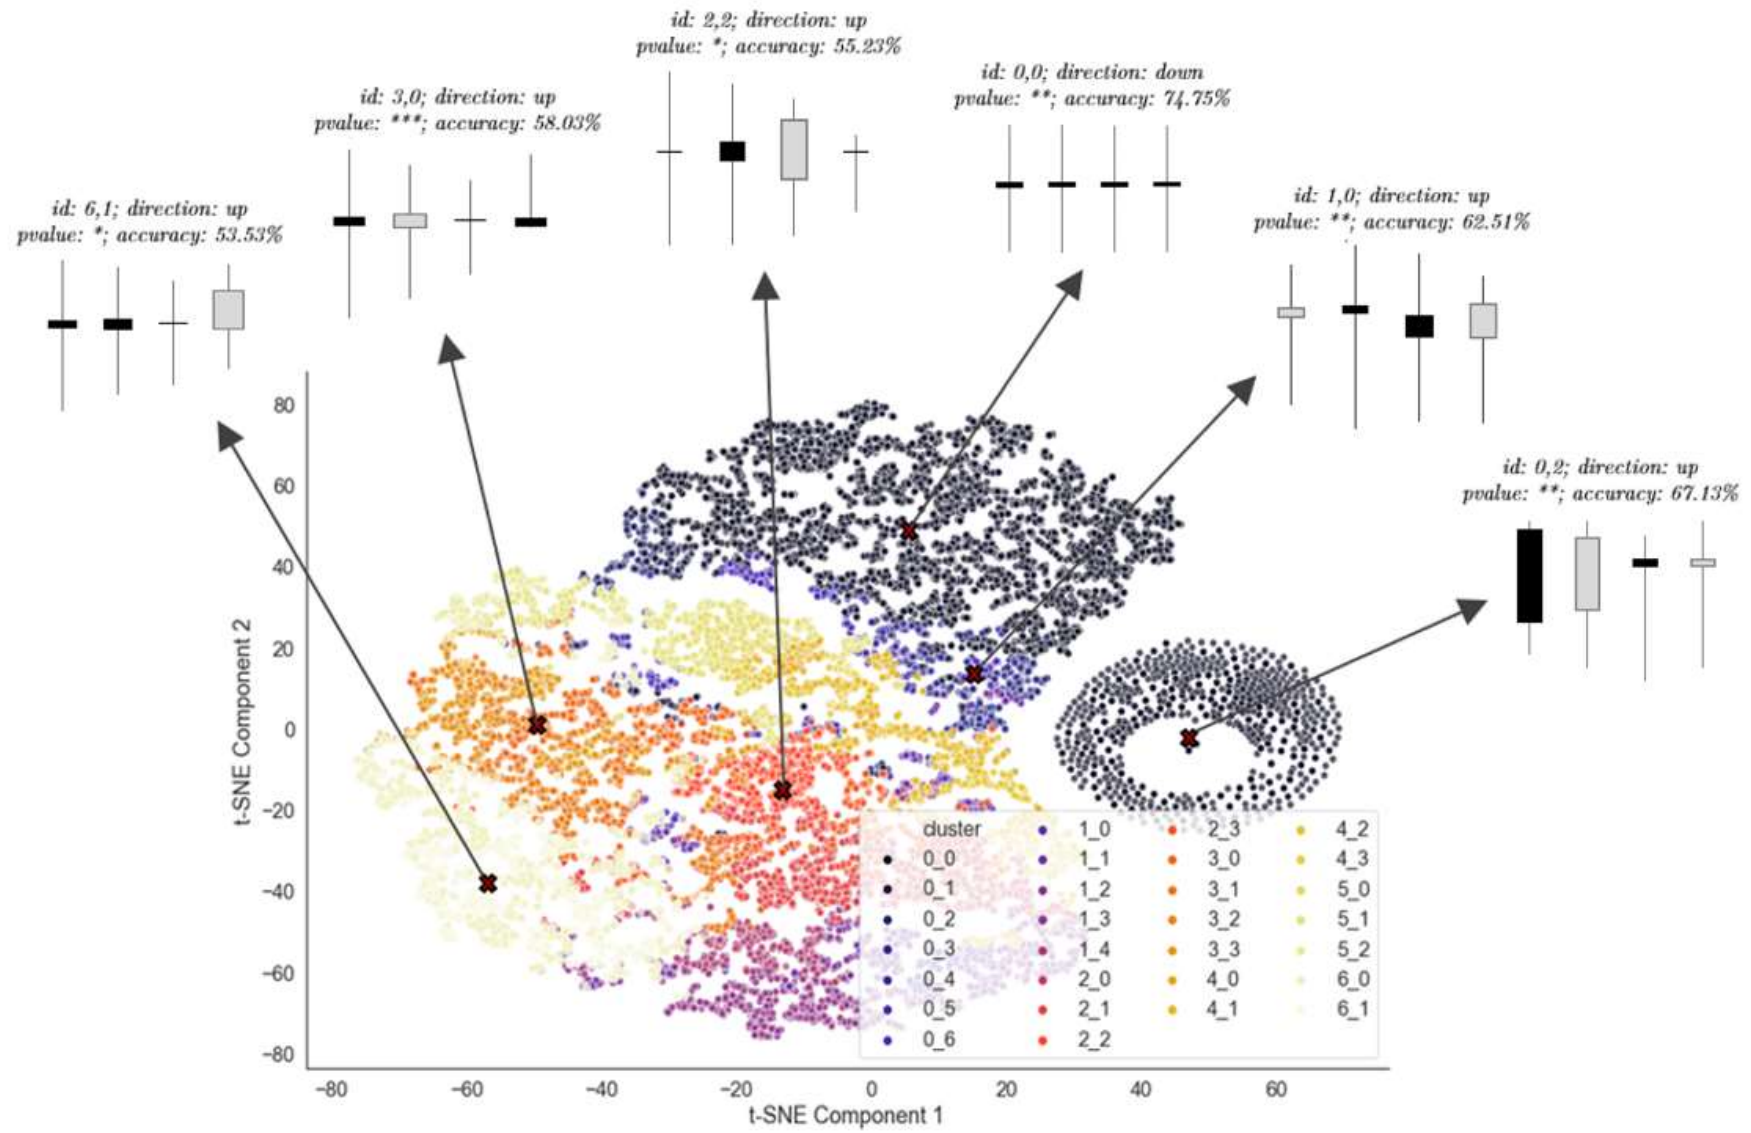 id: 2,2; direction: up
pvalue: *; accuracy: 55.23%
id: 0,0; direction: down
pvalue: **; accuracy: 74.75%
id: 3,0; direction: up
pvalue: ***; accuracy: 58.03%
id: 1,0; direction: up
pvalue: **; accuracy: 62.51%
id: 6,1; direction: up
pvalue: *; accuracy: 53.53%
id: 0,2; direction: up
pvalue: **; accuracy: 67.13%
80
60
40
20
0
−20
−40
−60
−80
t-SNE Component 2
cluster
0_0
0_1
0_2
0_3
0_4
0_5
0_6
1_0
1_1
1_2
1_3
1_4
2_0
2_1
2_2
2_3
3_0
3_1
3_2
3_3
4_0
4_1
4_2
4_3
5_0
5_1
5_2
6_0
6_1
−80 −60 −40 −20 0 20 40 60
t-SNE Component 1